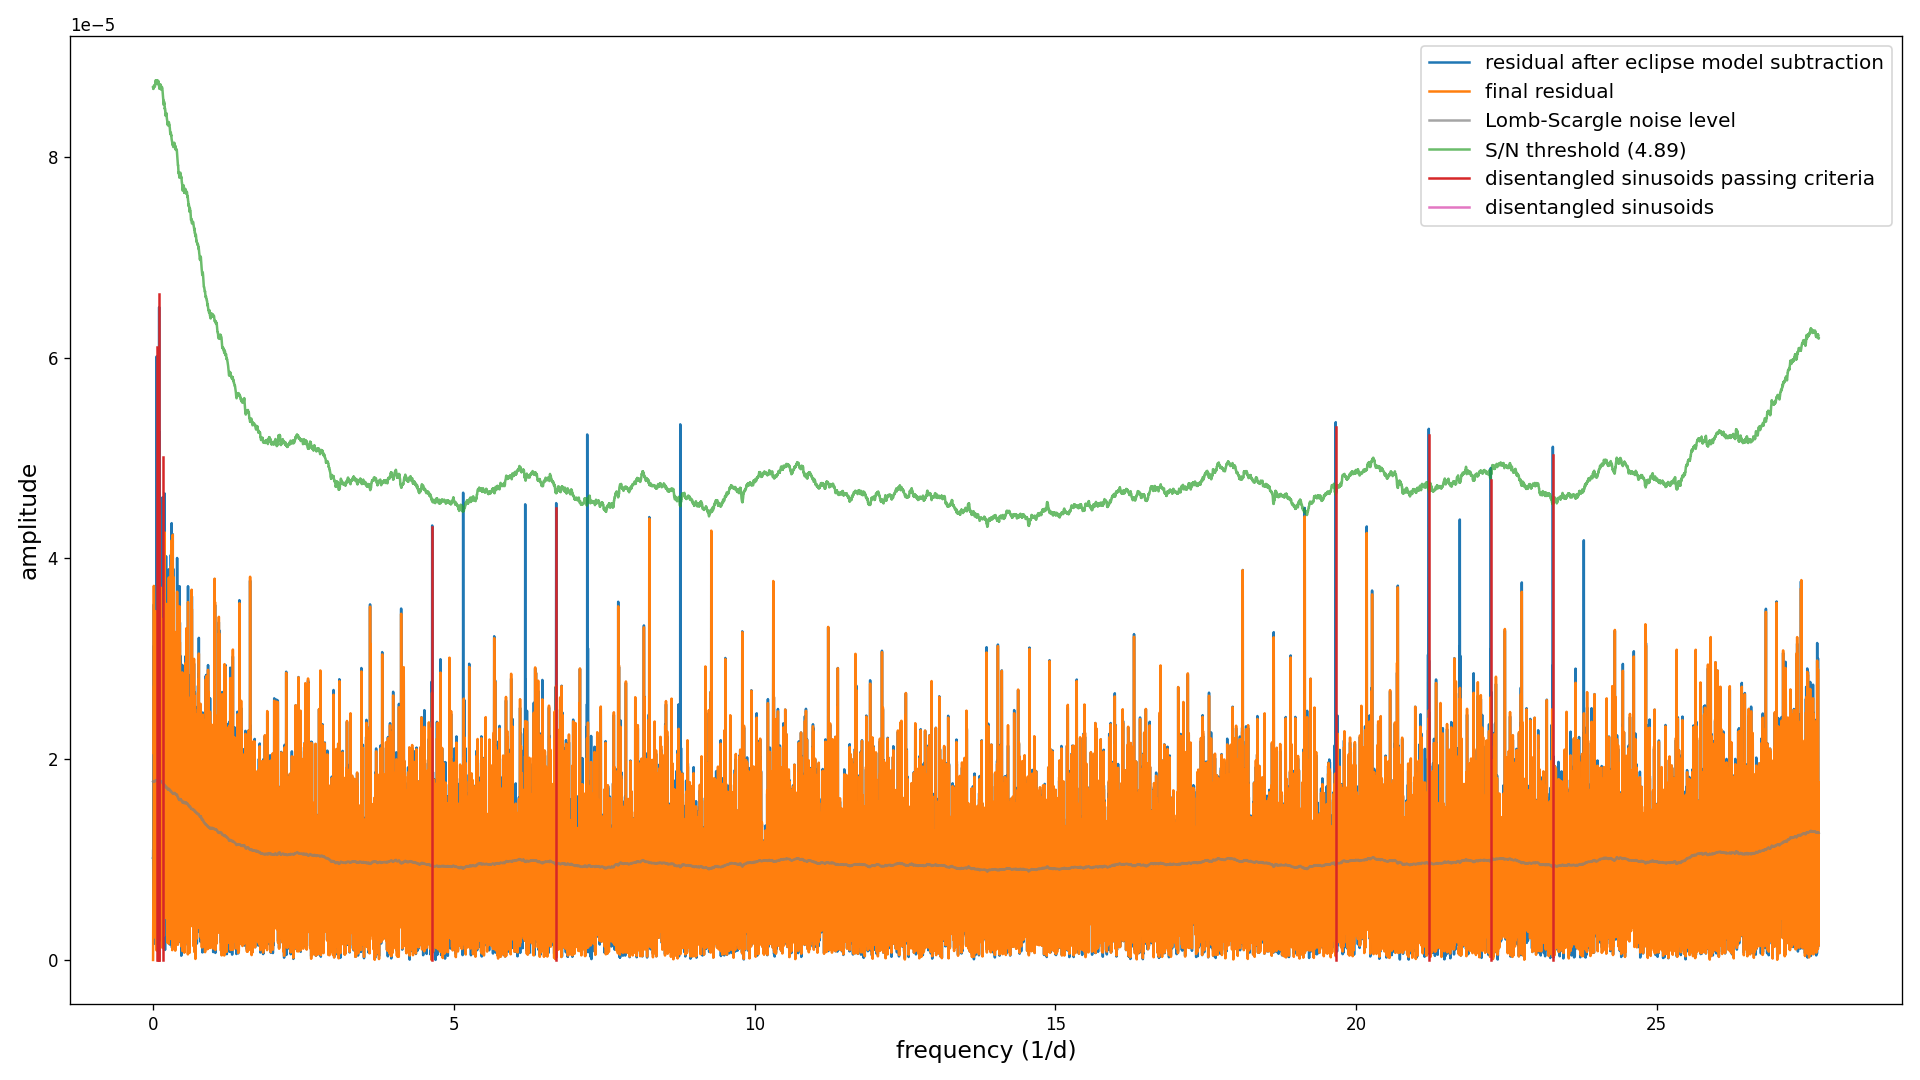 1e−5
residual after eclipse model subtraction
final residual
Lomb-Scargle noise level
S/N threshold (4.89)
disentangled sinusoids passing criteria
disentangled sinusoids
8
6
4
2
0
amplitude
0 5 10 15 20 25
frequency (1/d)